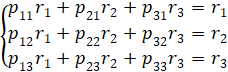 p₁₁r₁ + p₂₁r₂ + p₃₁r₃ = r₁
p₁₂r₁ + p₂₂r₂ + p₃₂r₃ = r₂
p₁₃r₁ + p₂₃r₂ + p₃₃r₃ = r₃